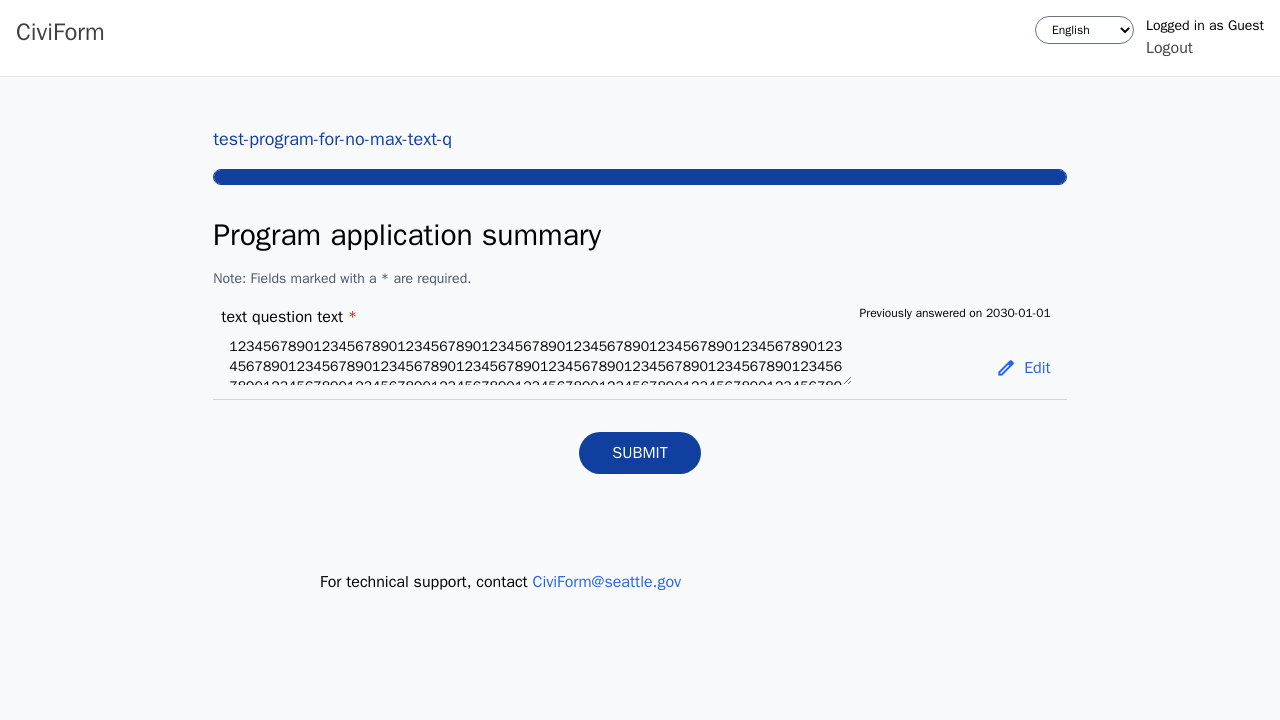 CiviForm
English
Logged in as Guest
Logout
test-program-for-no-max-text-q
Program application summary
Note: Fields marked with a * are required.
text question text *
Previously answered on 2030-01-01
1234567890123456789012345678901234567890123456789012345678901234567890123
4567890123456789012345678901234567890123456789012345678901234567890123456
7890123456789012345678901234567890123456789012345678901234567890123456789
Edit
SUBMIT
For technical support, contact CiviForm@seattle.gov